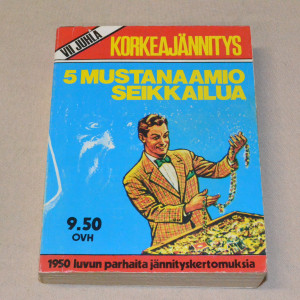 VII JUHLA
KORKEAJÄNNITYS
5 MUSTANAAMIO
SEIKKAILUA
9.50
OVH
1950 luvun parhaita jännityskertomuksia